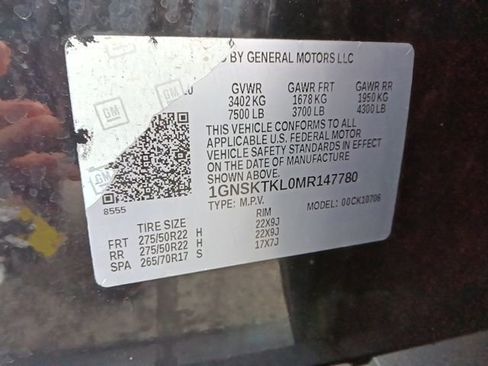 BY GENERAL MOTORS LLC
GVWR GAWR FRT GAWR RR
3402 KG 1678 KG 1950 KG
7500 LB 3700 LB 4300 LB
THIS VEHICLE CONFORMS TO ALL
APPLICABLE U.S. FEDERAL MOTOR
VEHICLE SAFETY STANDARDS IN EFFECT
ON THE DATE OF MANUFACTURE
SHOWN ABOVE.
1GNSKTKL0MR147780
TYPE: M.P.V. MODEL: 00CK10706
8555
TIRE SIZE RIM
FRT 275/50R22 H 22X9J
RR 275/50R22 H 22X9J
SPA 265/70R17 S 17X7J
GM
GM
GM